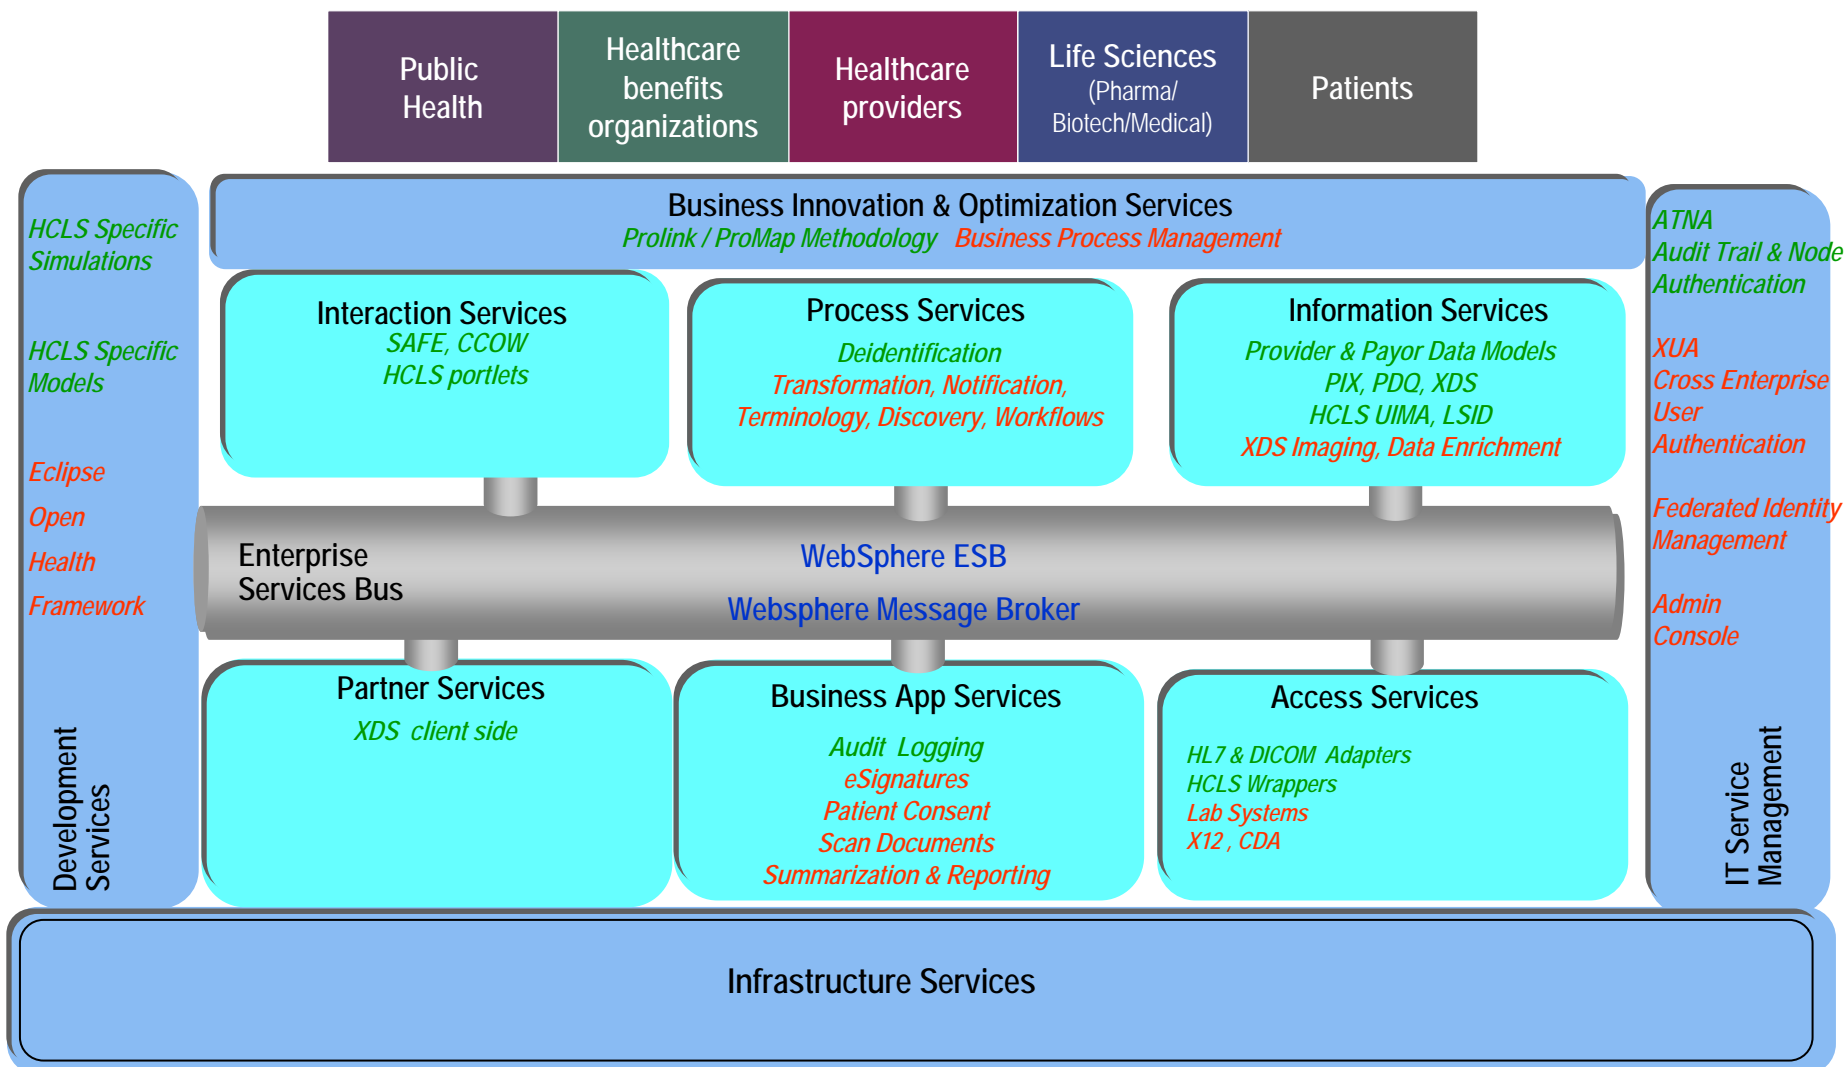 Public
Health
Healthcare
benefits
organizations
Healthcare
providers
Life Sciences
(Pharma/
Biotech/Medical)
Patients
HCLS Specific
Simulations
HCLS Specific
Models
Eclipse
Open
Health
Framework
Development
Services
Business Innovation & Optimization Services
Prolink / ProMap Methodology Business Process Management
Interaction Services
SAFE, CCOW
HCLS portlets
Process Services
Deidentification
Transformation, Notification,
Terminology, Discovery, Workflows
Information Services
Provider & Payor Data Models
PIX, PDQ, XDS
HCLS UIMA, LSID
XDS Imaging, Data Enrichment
Enterprise
Services Bus
WebSphere ESB
Websphere Message Broker
Partner Services
XDS client side
Business App Services
Audit Logging
eSignatures
Patient Consent
Scan Documents
Summarization & Reporting
Access Services
HL7 & DICOM Adapters
HCLS Wrappers
Lab Systems
X12 , CDA
ATNA
Audit Trail & Node
Authentication
XUA
Cross Enterprise
User
Authentication
Federated Identity
Management
Admin
Console
IT Service
Management
Infrastructure Services